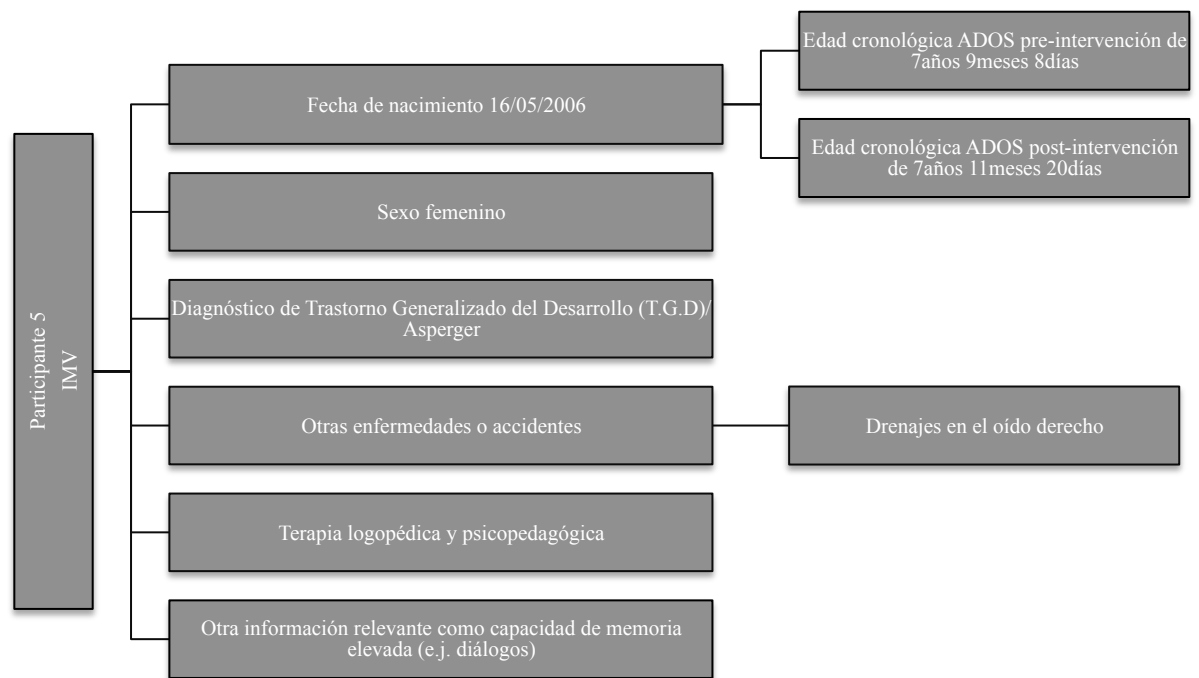 Participante 5
IMV
Fecha de nacimiento 16/05/2006
Edad cronológica ADOS pre-intervención de
7años 9meses 8días
Edad cronológica ADOS post-intervención
de 7años 11meses 20días
Sexo femenino
Diagnóstico de Trastorno Generalizado del Desarrollo (T.G.D)/
Asperger
Otras enfermedades o accidentes
Drenajes en el oído derecho
Terapia logopédica y psicopedagógica
Otra información relevante como capacidad de memoria
elevada (e.j. diálogos)